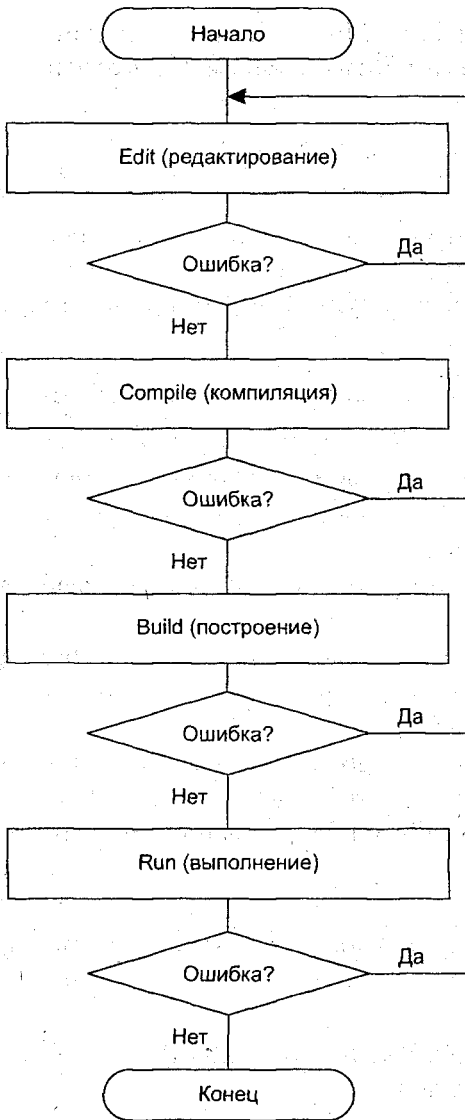 Начало
Edit (редактирование)
Ошибка?
Да
Нет
Compile (компиляция)
Ошибка?
Да
Нет
Build (построение)
Ошибка?
Да
Нет
Run (выполнение)
Ошибка?
Да
Нет
Конец